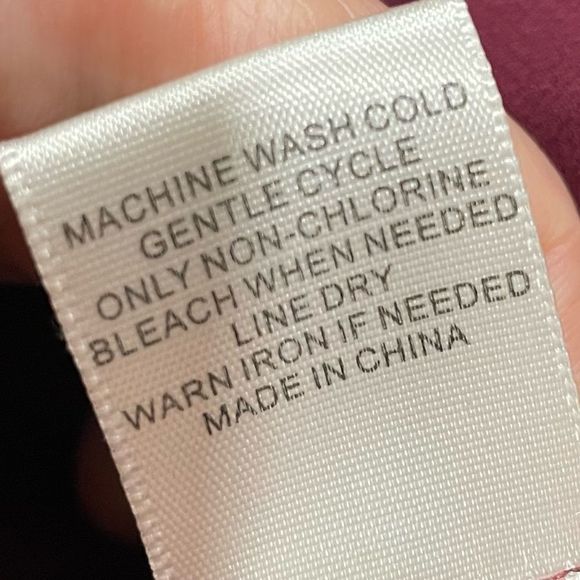 MACHINE WASH COLD
GENTLE CYCLE
ONLY NON-CHLORINE
BLEACH WHEN NEEDED
LINE DRY
WARN IRON IF NEEDED
MADE IN CHINA